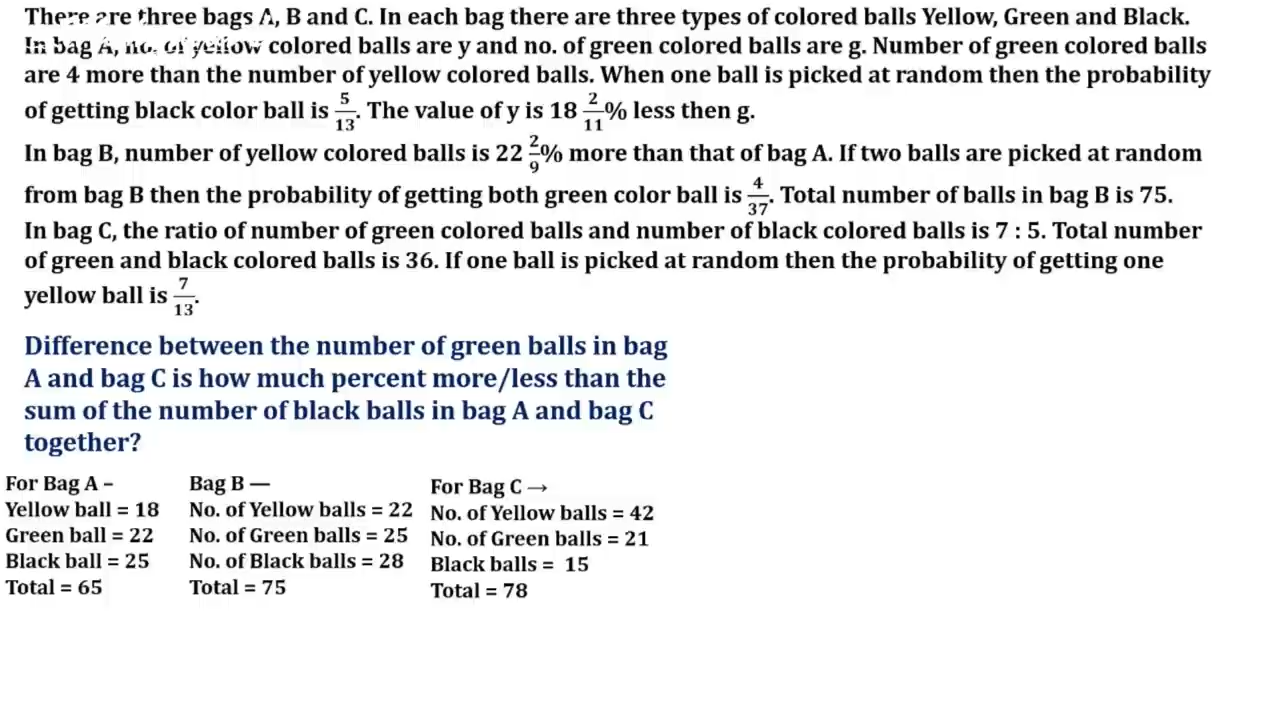 There are three bags A, B and C. In each bag there are three types of colored balls Yellow, Green and Black.
In bag A, no. of yellow colored balls are y and no. of green colored balls are g. Number of green colored balls
are 4 more than the number of yellow colored balls. When one ball is picked at random then the probability
of getting black color ball is 5/13. The value of y is 18 2/11% less then g.
In bag B, number of yellow colored balls is 22 2/9% more than that of bag A. If two balls are picked at random
from bag B then the probability of getting both green color ball is 4/37. Total number of balls in bag B is 75.
In bag C, the ratio of number of green colored balls and number of black colored balls is 7 : 5. Total number
of green and black colored balls is 36. If one ball is picked at random then the probability of getting one
yellow ball is 7/13.
Difference between the number of green balls in bag
A and bag C is how much percent more/less than the
sum of the number of black balls in bag A and bag C
together?
For Bag A –
Yellow ball = 18
Green ball = 22
Black ball = 25
Total = 65
Bag B —
No. of Yellow balls = 22
No. of Green balls = 25
No. of Black balls = 28
Total = 75
For Bag C →
No. of Yellow balls = 42
No. of Green balls = 21
Black balls = 15
Total = 78